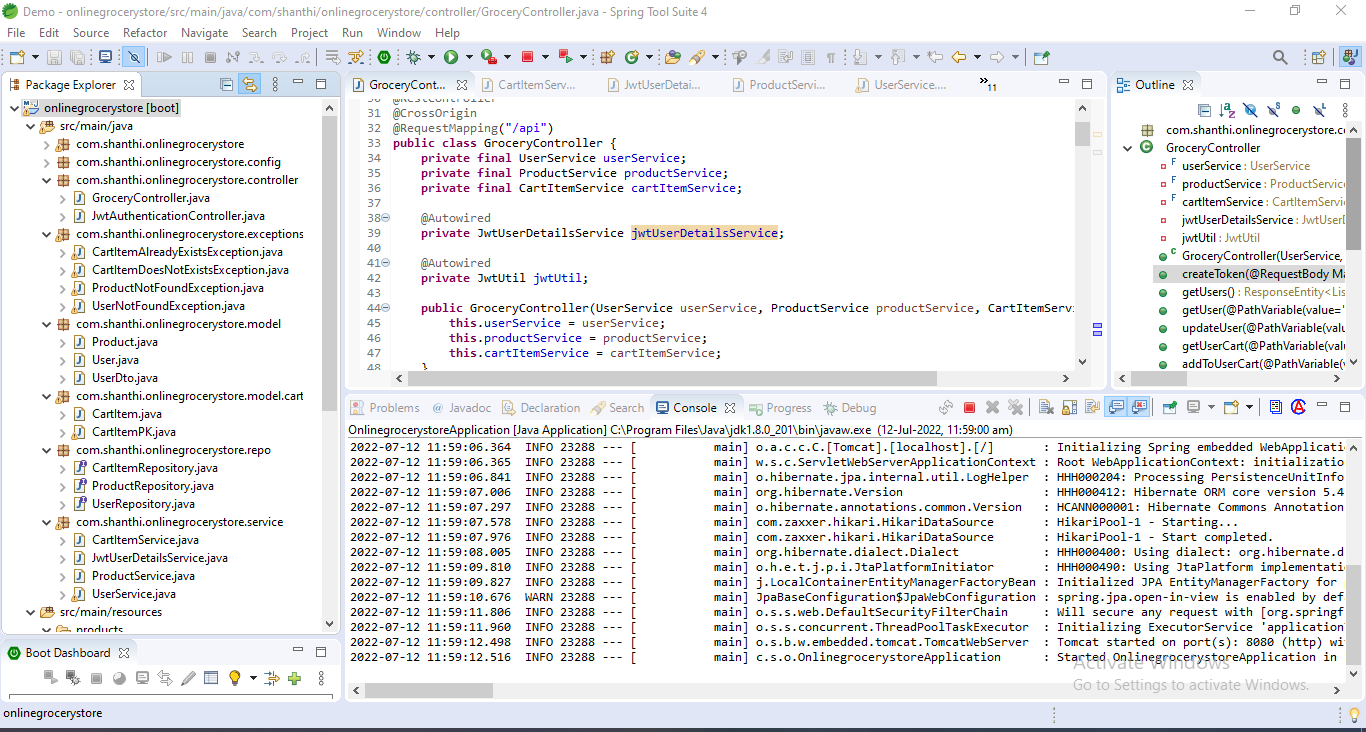 Demo - onlinegrocerystore/src/main/java/com/shanthi/onlinegrocerystore/controller/GroceryController.java - Spring Tool Suite 4
File Edit Source Refactor Navigate Search Project Run Window Help
Package Explorer
onlinegrocerystore [boot]
src/main/java
com.shanthi.onlinegrocerystore
com.shanthi.onlinegrocerystore.config
com.shanthi.onlinegrocerystore.controller
GroceryController.java
JwtAuthenticationController.java
com.shanthi.onlinegrocerystore.exceptions
CartItemAlreadyExistsException.java
CartItemDoesNotExistsException.java
ProductNotFoundException.java
UserNotFoundException.java
com.shanthi.onlinegrocerystore.model
Product.java
User.java
UserDto.java
com.shanthi.onlinegrocerystore.model.cart
CartItem.java
CartItemPK.java
com.shanthi.onlinegrocerystore.repo
CartItemRepository.java
ProductRepository.java
UserRepository.java
com.shanthi.onlinegrocerystore.service
CartItemService.java
JwtUserDetailsService.java
ProductService.java
UserService.java
src/main/resources
products
Boot Dashboard
GroceryCont... CartItemServ... JwtUserDetai... ProductServi... UserService.... »11
30 @RestController
31 @CrossOrigin
32 @RequestMapping("/api")
33 public class GroceryController {
34 private final UserService userService;
35 private final ProductService productService;
36 private final CartItemService cartItemService;
37
38 @Autowired
39 private JwtUserDetailsService jwtUserDetailsService;
40
41 @Autowired
42 private JwtUtil jwtUtil;
43
44 public GroceryController(UserService userService, ProductService productService, CartItemServ
45 this.userService = userService;
46 this.productService = productService;
47 this.cartItemService = cartItemService;
48 }
Outline
com.shanthi.onlinegrocerystore.co
GroceryController
userService : UserService
productService : ProductService
cartItemService : CartItemServi
jwtUserDetailsService : JwtUserD
jwtUtil : JwtUtil
GroceryController(UserService,
createToken(@RequestBody Ma
getUsers() : ResponseEntity<Lis
getUser(@PathVariable(value='
updateUser(@PathVariable(valu
getUserCart(@PathVariable(valu
addToUserCart(@PathVariable(v
Problems Javadoc Declaration Search Console Progress Debug
OnlinegrocerystoreApplication [Java Application] C:\Program Files\Java\jdk1.8.0_201\bin\javaw.exe (12-Jul-2022, 11:59:00 am)
2022-07-12 11:59:06.364 INFO 23288 --- [ main] o.a.c.c.C.[Tomcat].[localhost].[/] : Initializing Spring embedded WebApplicati
2022-07-12 11:59:06.365 INFO 23288 --- [ main] w.s.c.ServletWebServerApplicationContext : Root WebApplicationContext: initializatio
2022-07-12 11:59:06.841 INFO 23288 --- [ main] o.hibernate.jpa.internal.util.LogHelper : HHH000204: Processing PersistenceUnitInfo
2022-07-12 11:59:07.006 INFO 23288 --- [ main] org.hibernate.Version : HHH000412: Hibernate ORM core version 5.4
2022-07-12 11:59:07.297 INFO 23288 --- [ main] o.hibernate.annotations.common.Version : HCANN000001: Hibernate Commons Annotation
2022-07-12 11:59:07.578 INFO 23288 --- [ main] com.zaxxer.hikari.HikariDataSource : HikariPool-1 - Starting...
2022-07-12 11:59:07.976 INFO 23288 --- [ main] com.zaxxer.hikari.HikariDataSource : HikariPool-1 - Start completed.
2022-07-12 11:59:08.005 INFO 23288 --- [ main] org.hibernate.dialect.Dialect : HHH000400: Using dialect: org.hibernate.d
2022-07-12 11:59:09.810 INFO 23288 --- [ main] o.h.e.t.j.p.i.JtaPlatformInitiator : HHH000490: Using JtaPlatform implementati
2022-07-12 11:59:09.827 INFO 23288 --- [ main] j.LocalContainerEntityManagerFactoryBean : Initialized JPA EntityManagerFactory for
2022-07-12 11:59:10.676 WARN 23288 --- [ main] JpaBaseConfiguration$JpaWebConfiguration : spring.jpa.open-in-view is enabled by def
2022-07-12 11:59:11.806 INFO 23288 --- [ main] o.s.s.web.DefaultSecurityFilterChain : Will secure any request with [org.springf
2022-07-12 11:59:11.960 INFO 23288 --- [ main] o.s.s.concurrent.ThreadPoolTaskExecutor : Initializing ExecutorService 'application
2022-07-12 11:59:12.498 INFO 23288 --- [ main] o.s.b.w.embedded.tomcat.TomcatWebServer : Tomcat started on port(s): 8080 (http) wi
2022-07-12 11:59:12.516 INFO 23288 --- [ main] c.s.o.OnlinegrocerystoreApplication : Started OnlinegrocerystoreApplication in
Activate Windows
Go to Settings to activate Windows.
onlinegrocerystore